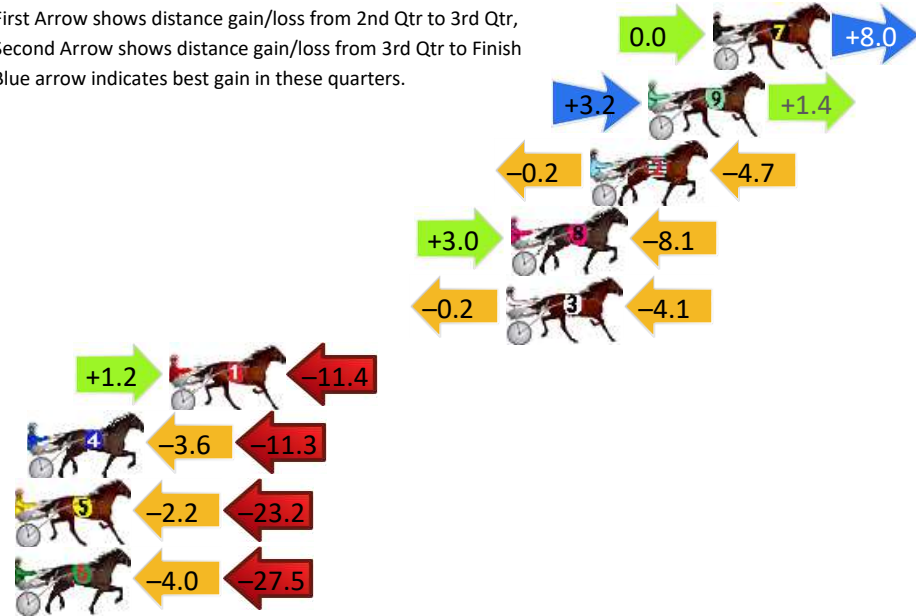 First Arrow shows distance gain/loss from 2nd Qtr to 3rd Qtr,
Second Arrow shows distance gain/loss from 3rd Qtr to Finish
Blue arrow indicates best gain in these quarters.
0.0 7 +8.0
+3.2 9 +1.4
–0.2 2 –4.7
+3.0 8 –8.1
–0.2 3 –4.1
+1.2 1 –11.4
4 –3.6 –11.3
5 –2.2 –23.2
6 –4.0 –27.5